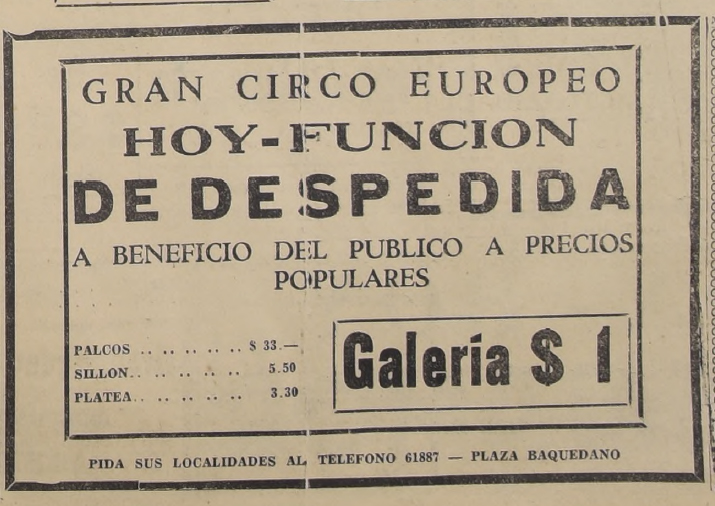 GRAN CIRCO EUROPEO
HOY-FUNCION
DE DESPEDIDA
A BENEFICIO DEL PUBLICO A PRECIOS
POPULARES
PALCOS .. .. .. .. .. $ 33.—
SILLON.. .. .. .. .. 5.50
PLATEA.. .. .. .. .. 3.30
Galería $ 1
PIDA SUS LOCALIDADES AL TELEFONO 61887 — PLAZA BAQUEDANO